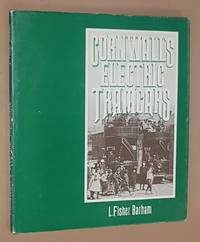 CORNWALL'S
ELECTRIC
TRAMCARS
L. Fisher Barham